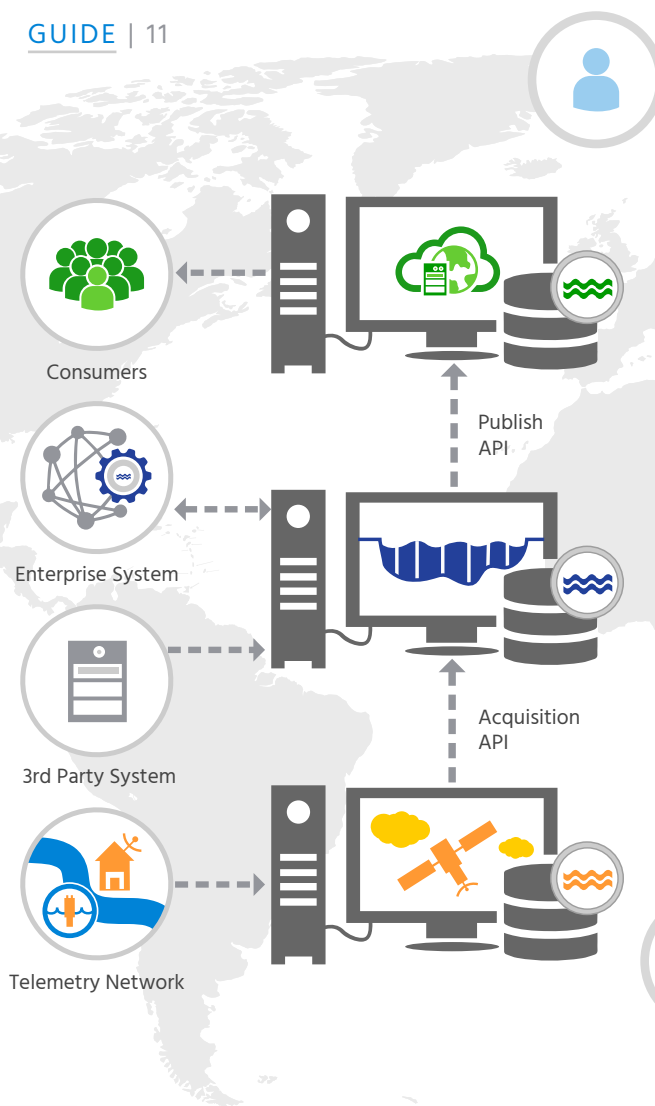 GUIDE | 11
Consumers
Publish
API
Enterprise System
3rd Party System
Acquisition
API
Telemetry Network